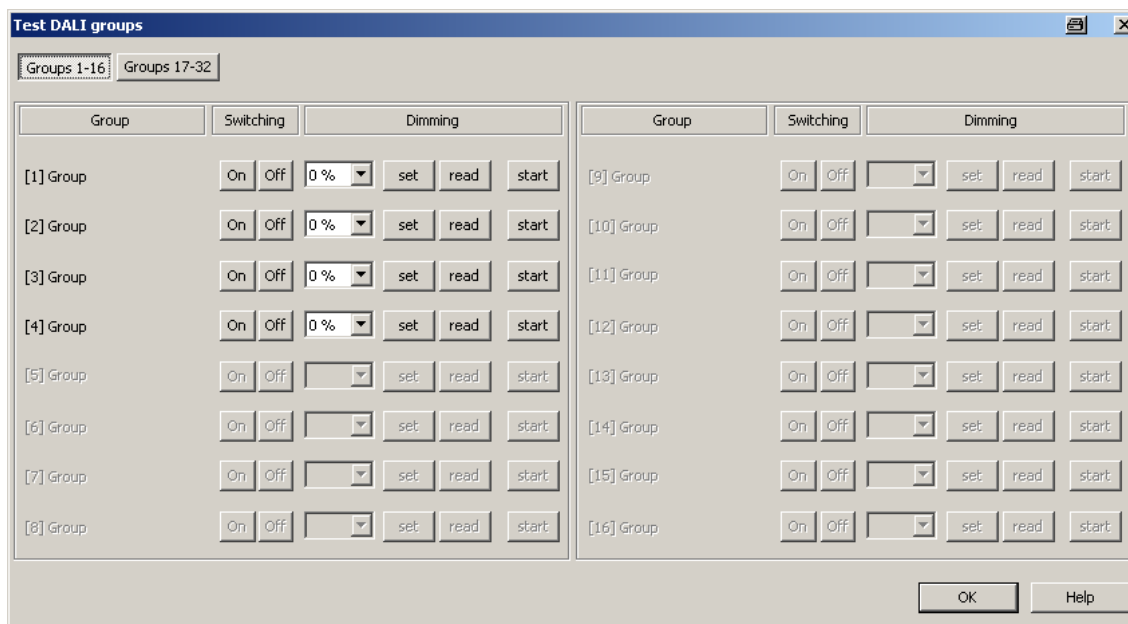 Test DALI groups
Groups 1-16 Groups 17-32
Group Switching Dimming Group Switching Dimming
[1] Group On Off 0 % set read start [9] Group On Off set read start
[2] Group On Off 0 % set read start [10] Group On Off set read start
[3] Group On Off 0 % set read start [11] Group On Off set read start
[4] Group On Off 0 % set read start [12] Group On Off set read start
[5] Group On Off set read start [13] Group On Off set read start
[6] Group On Off set read start [14] Group On Off set read start
[7] Group On Off set read start [15] Group On Off set read start
[8] Group On Off set read start [16] Group On Off set read start
OK Help